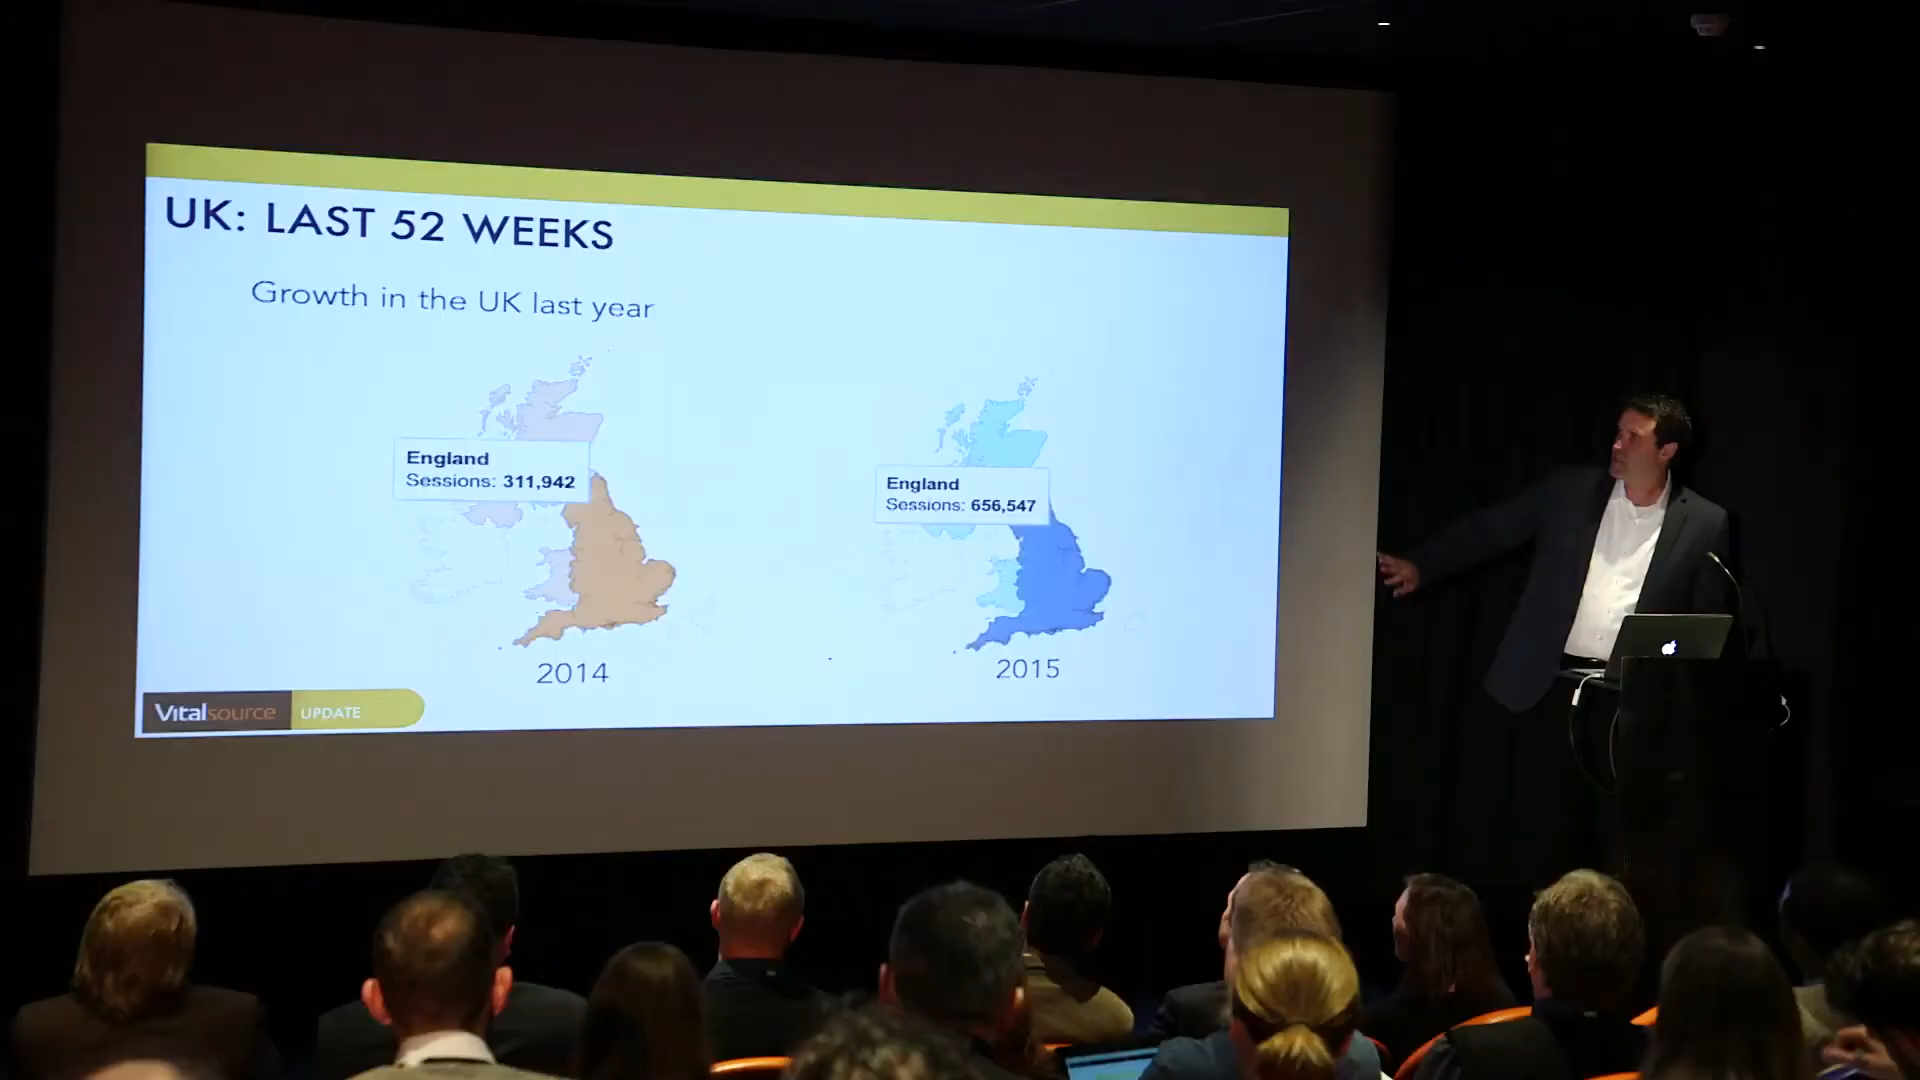 UK: LAST 52 WEEKS
Growth in the UK last year
England
Sessions: 311,942
England
Sessions: 656,547
2014
2015
Vitalsource UPDATE